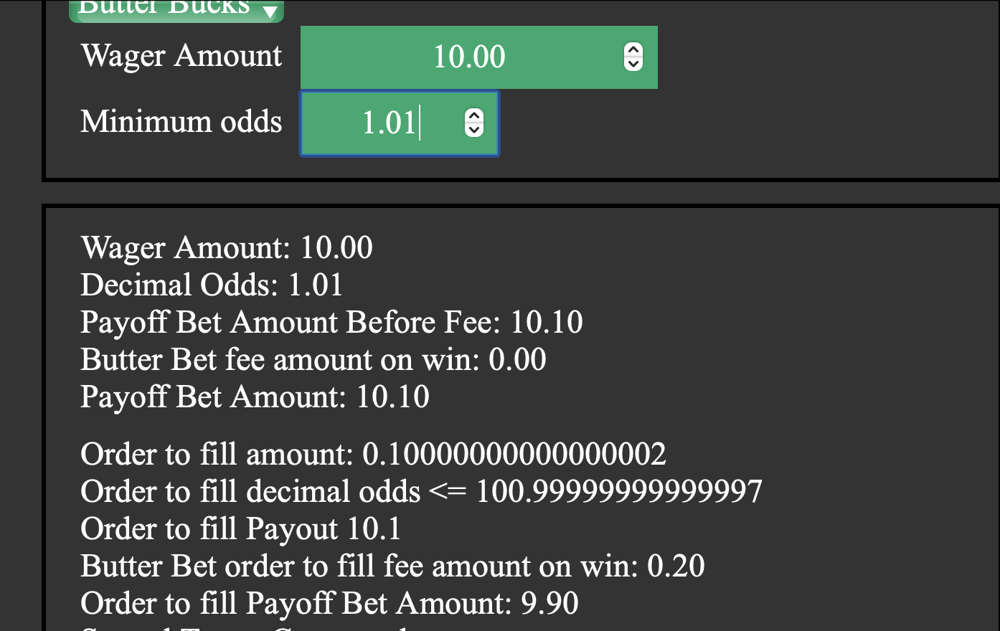 Butter Bucks
Wager Amount 10.00
Minimum odds 1.01
Wager Amount: 10.00
Decimal Odds: 1.01
Payoff Bet Amount Before Fee: 10.10
Butter Bet fee amount on win: 0.00
Payoff Bet Amount: 10.10
Order to fill amount: 0.10000000000000002
Order to fill decimal odds <= 100.99999999999997
Order to fill Payout 10.1
Butter Bet order to fill fee amount on win: 0.20
Order to fill Payoff Bet Amount: 9.90